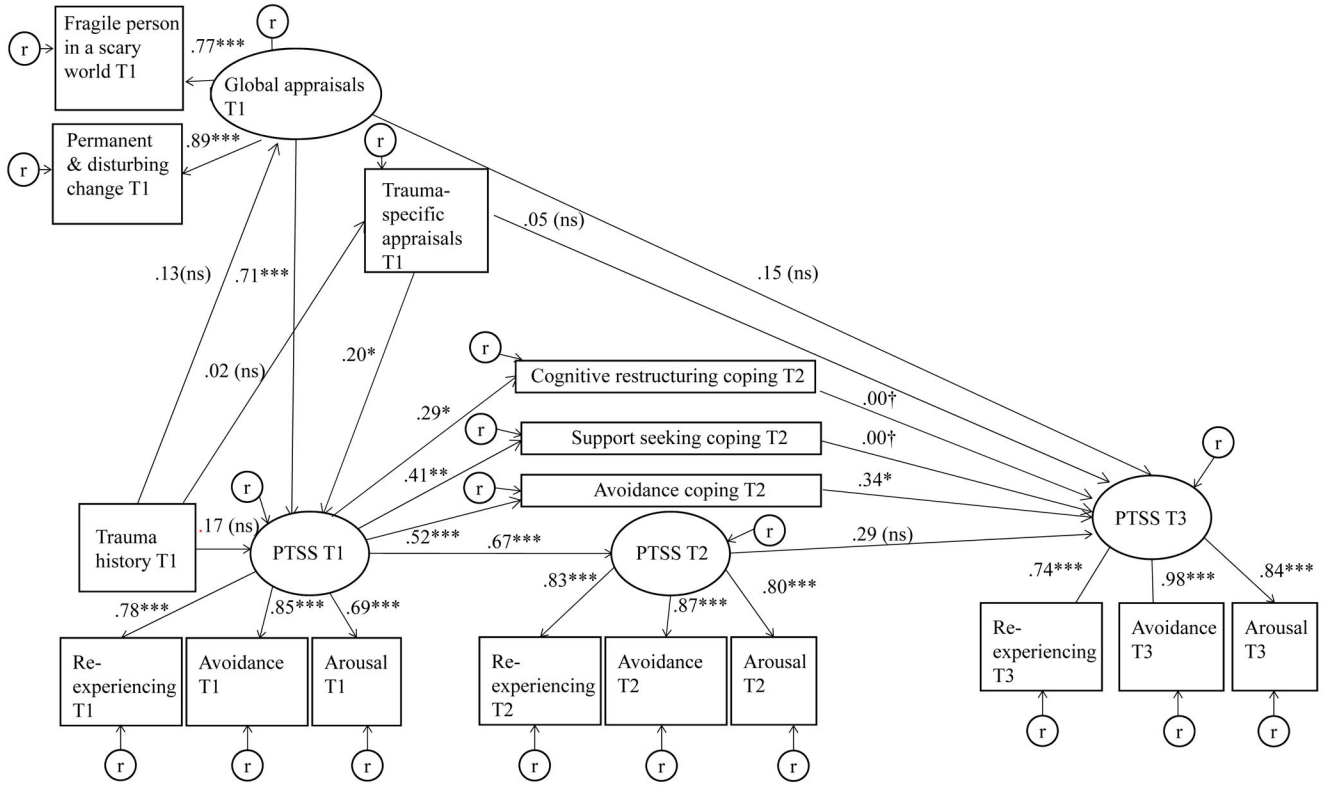 Fragile person
in a scary
world T1
r
.77***
r
Global appraisals
T1
Permanent
& disturbing
change T1
r
.89***
r
Trauma-
specific
appraisals
T1
.05 (ns)
.15 (ns)
.13(ns)
.71***
.02 (ns)
.20*
r
Cognitive restructuring coping T2
.29*
.00†
r
Support seeking coping T2
.41**
.00†
r
Avoidance coping T2
.52***
.34*
r
Trauma
history T1
.17 (ns)
r
PTSS T1
.67***
PTSS T2
r
.29 (ns)
PTSS T3
r
.78***
.85***
.69***
.83***
.87***
.80***
.74***
.98***
.84***
Re-
experiencing
T1
Avoidance
T1
Arousal
T1
Re-
experiencing
T2
Avoidance
T2
Arousal
T2
Re-
experiencing
T3
Avoidance
T3
Arousal
T3
r
r
r
r
r
r
r
r
r